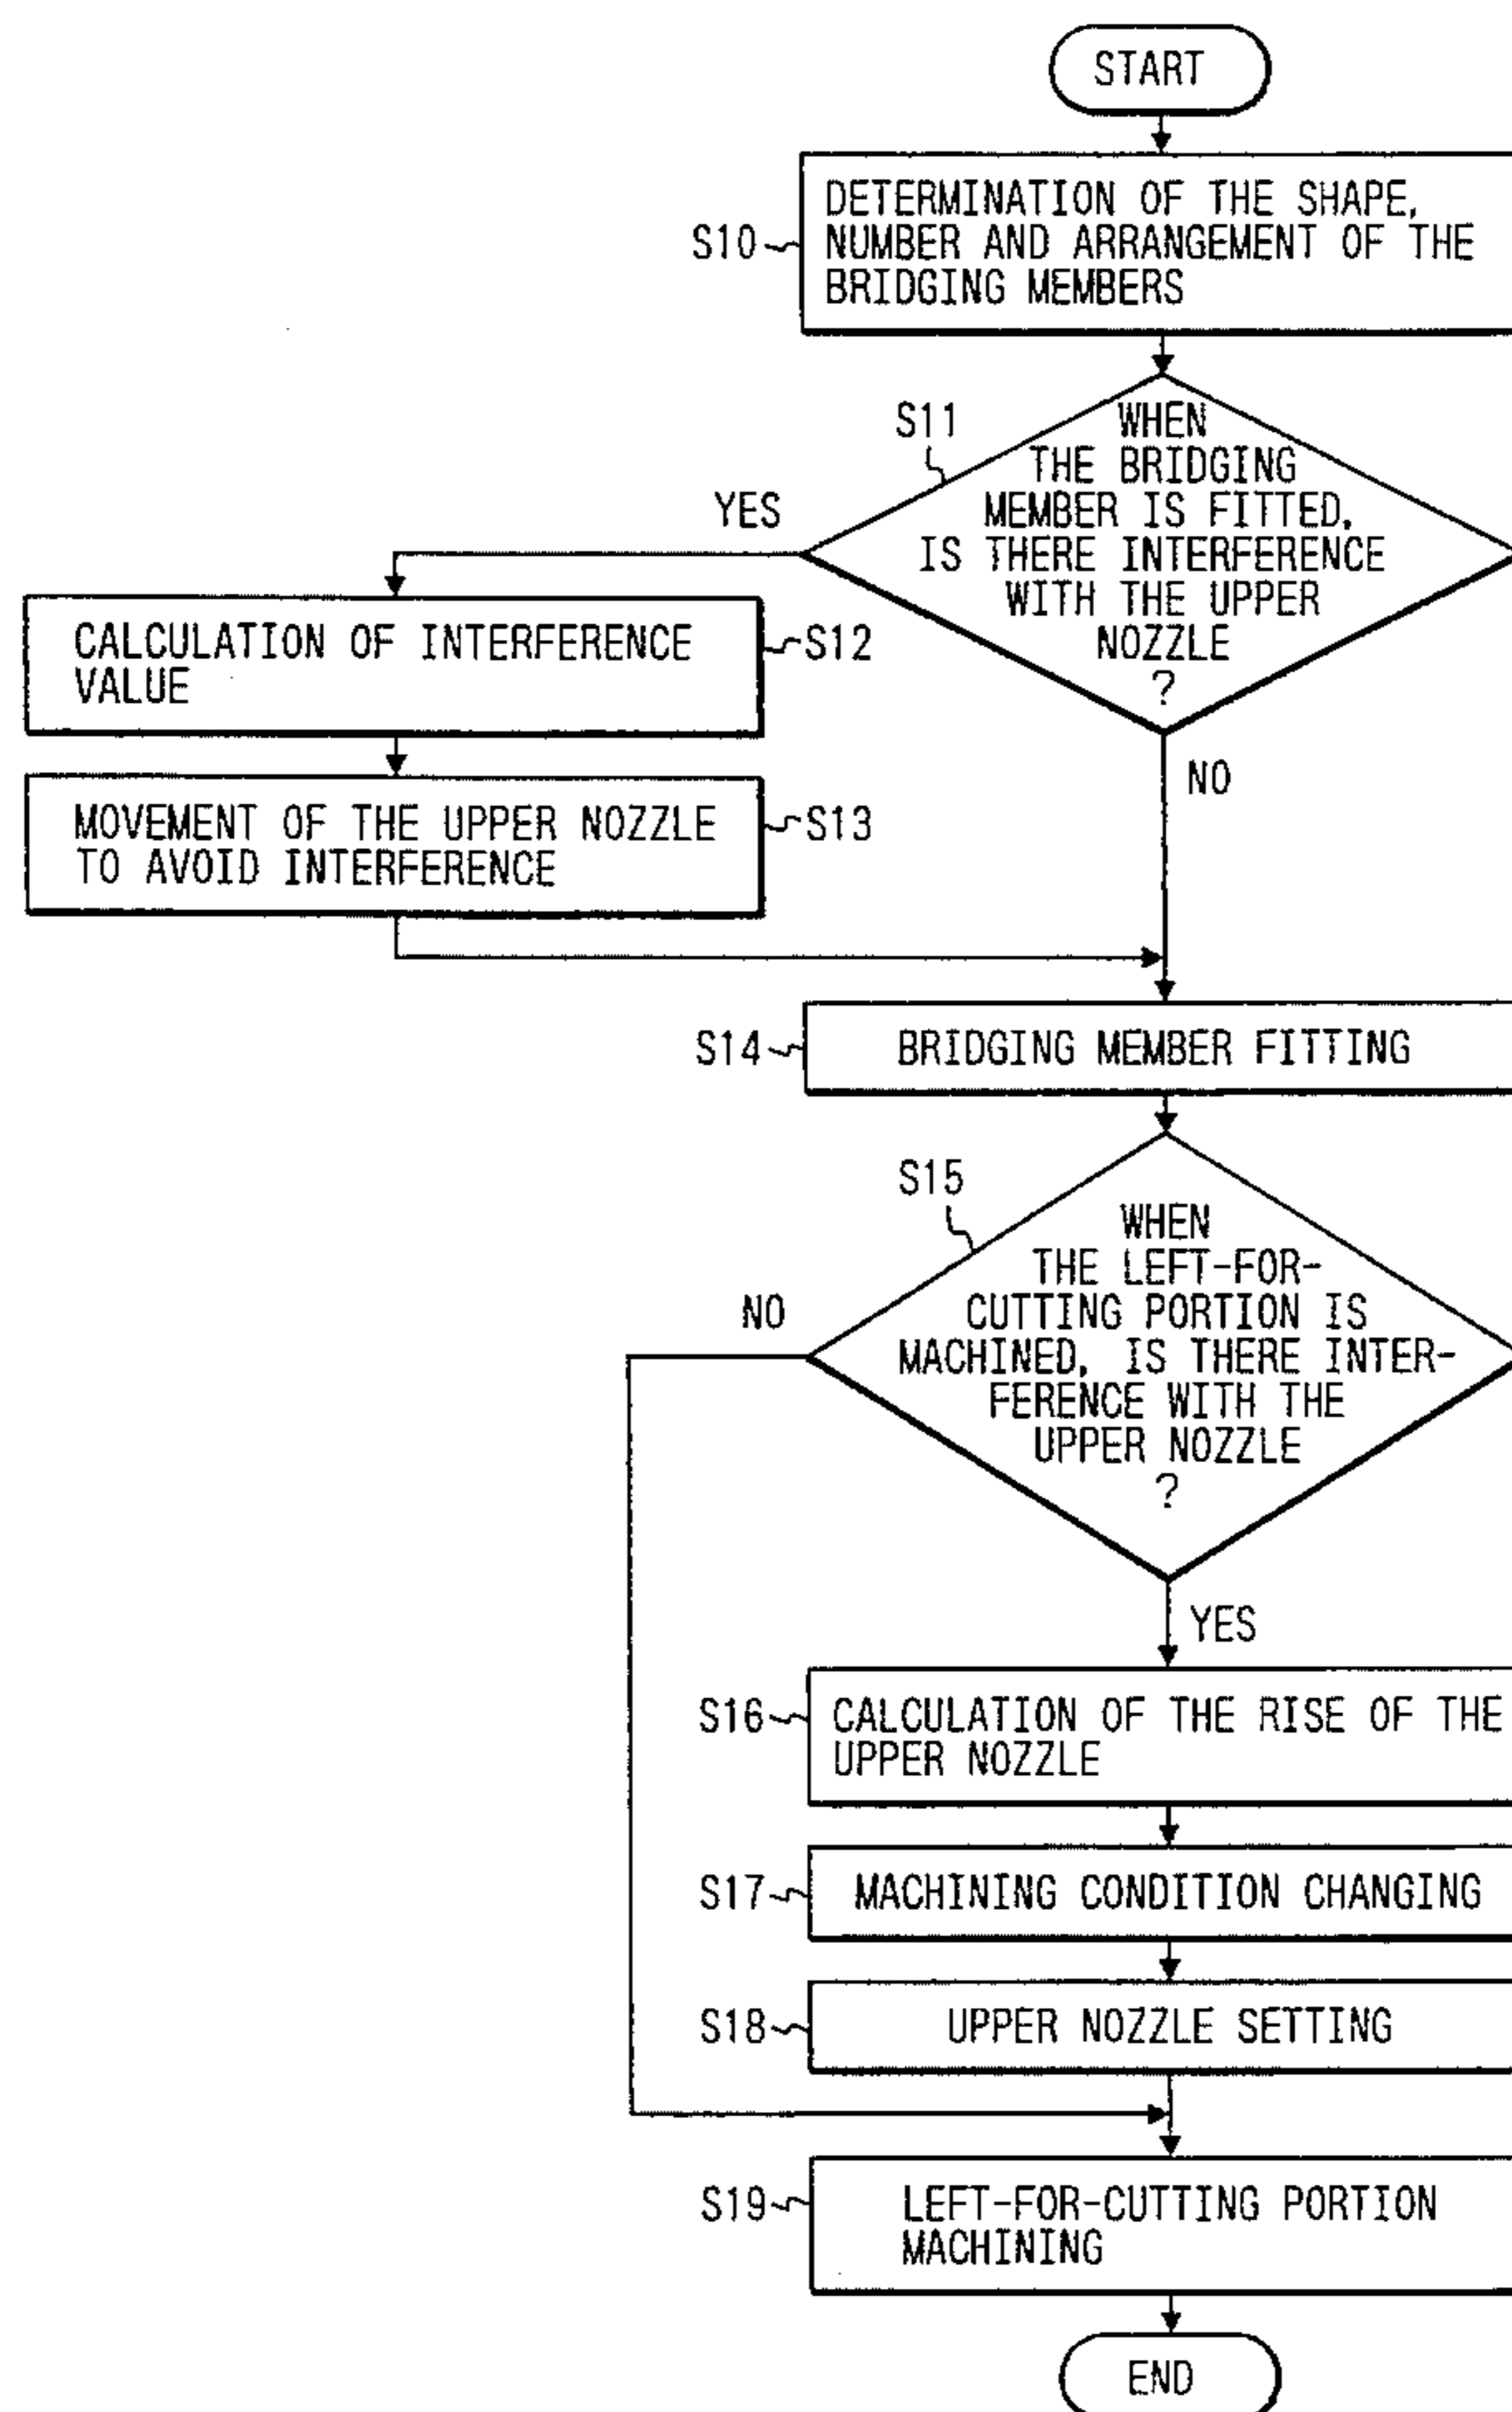 START
S10
DETERMINATION OF THE SHAPE,
NUMBER AND ARRANGEMENT OF THE
BRIDGING MEMBERS
S11
WHEN
THE BRIDGING
MEMBER IS FITTED,
IS THERE INTERFERENCE
WITH THE UPPER
NOZZLE
?
YES
NO
CALCULATION OF INTERFERENCE
VALUE
S12
MOVEMENT OF THE UPPER NOZZLE
TO AVOID INTERFERENCE
S13
S14
BRIDGING MEMBER FITTING
S15
WHEN
THE LEFT-FOR-
CUTTING PORTION IS
MACHINED, IS THERE INTER-
FERENCE WITH THE
UPPER NOZZLE
?
NO
YES
S16
CALCULATION OF THE RISE OF THE
UPPER NOZZLE
S17
MACHINING CONDITION CHANGING
S18
UPPER NOZZLE SETTING
S19
LEFT-FOR-CUTTING PORTION
MACHINING
END